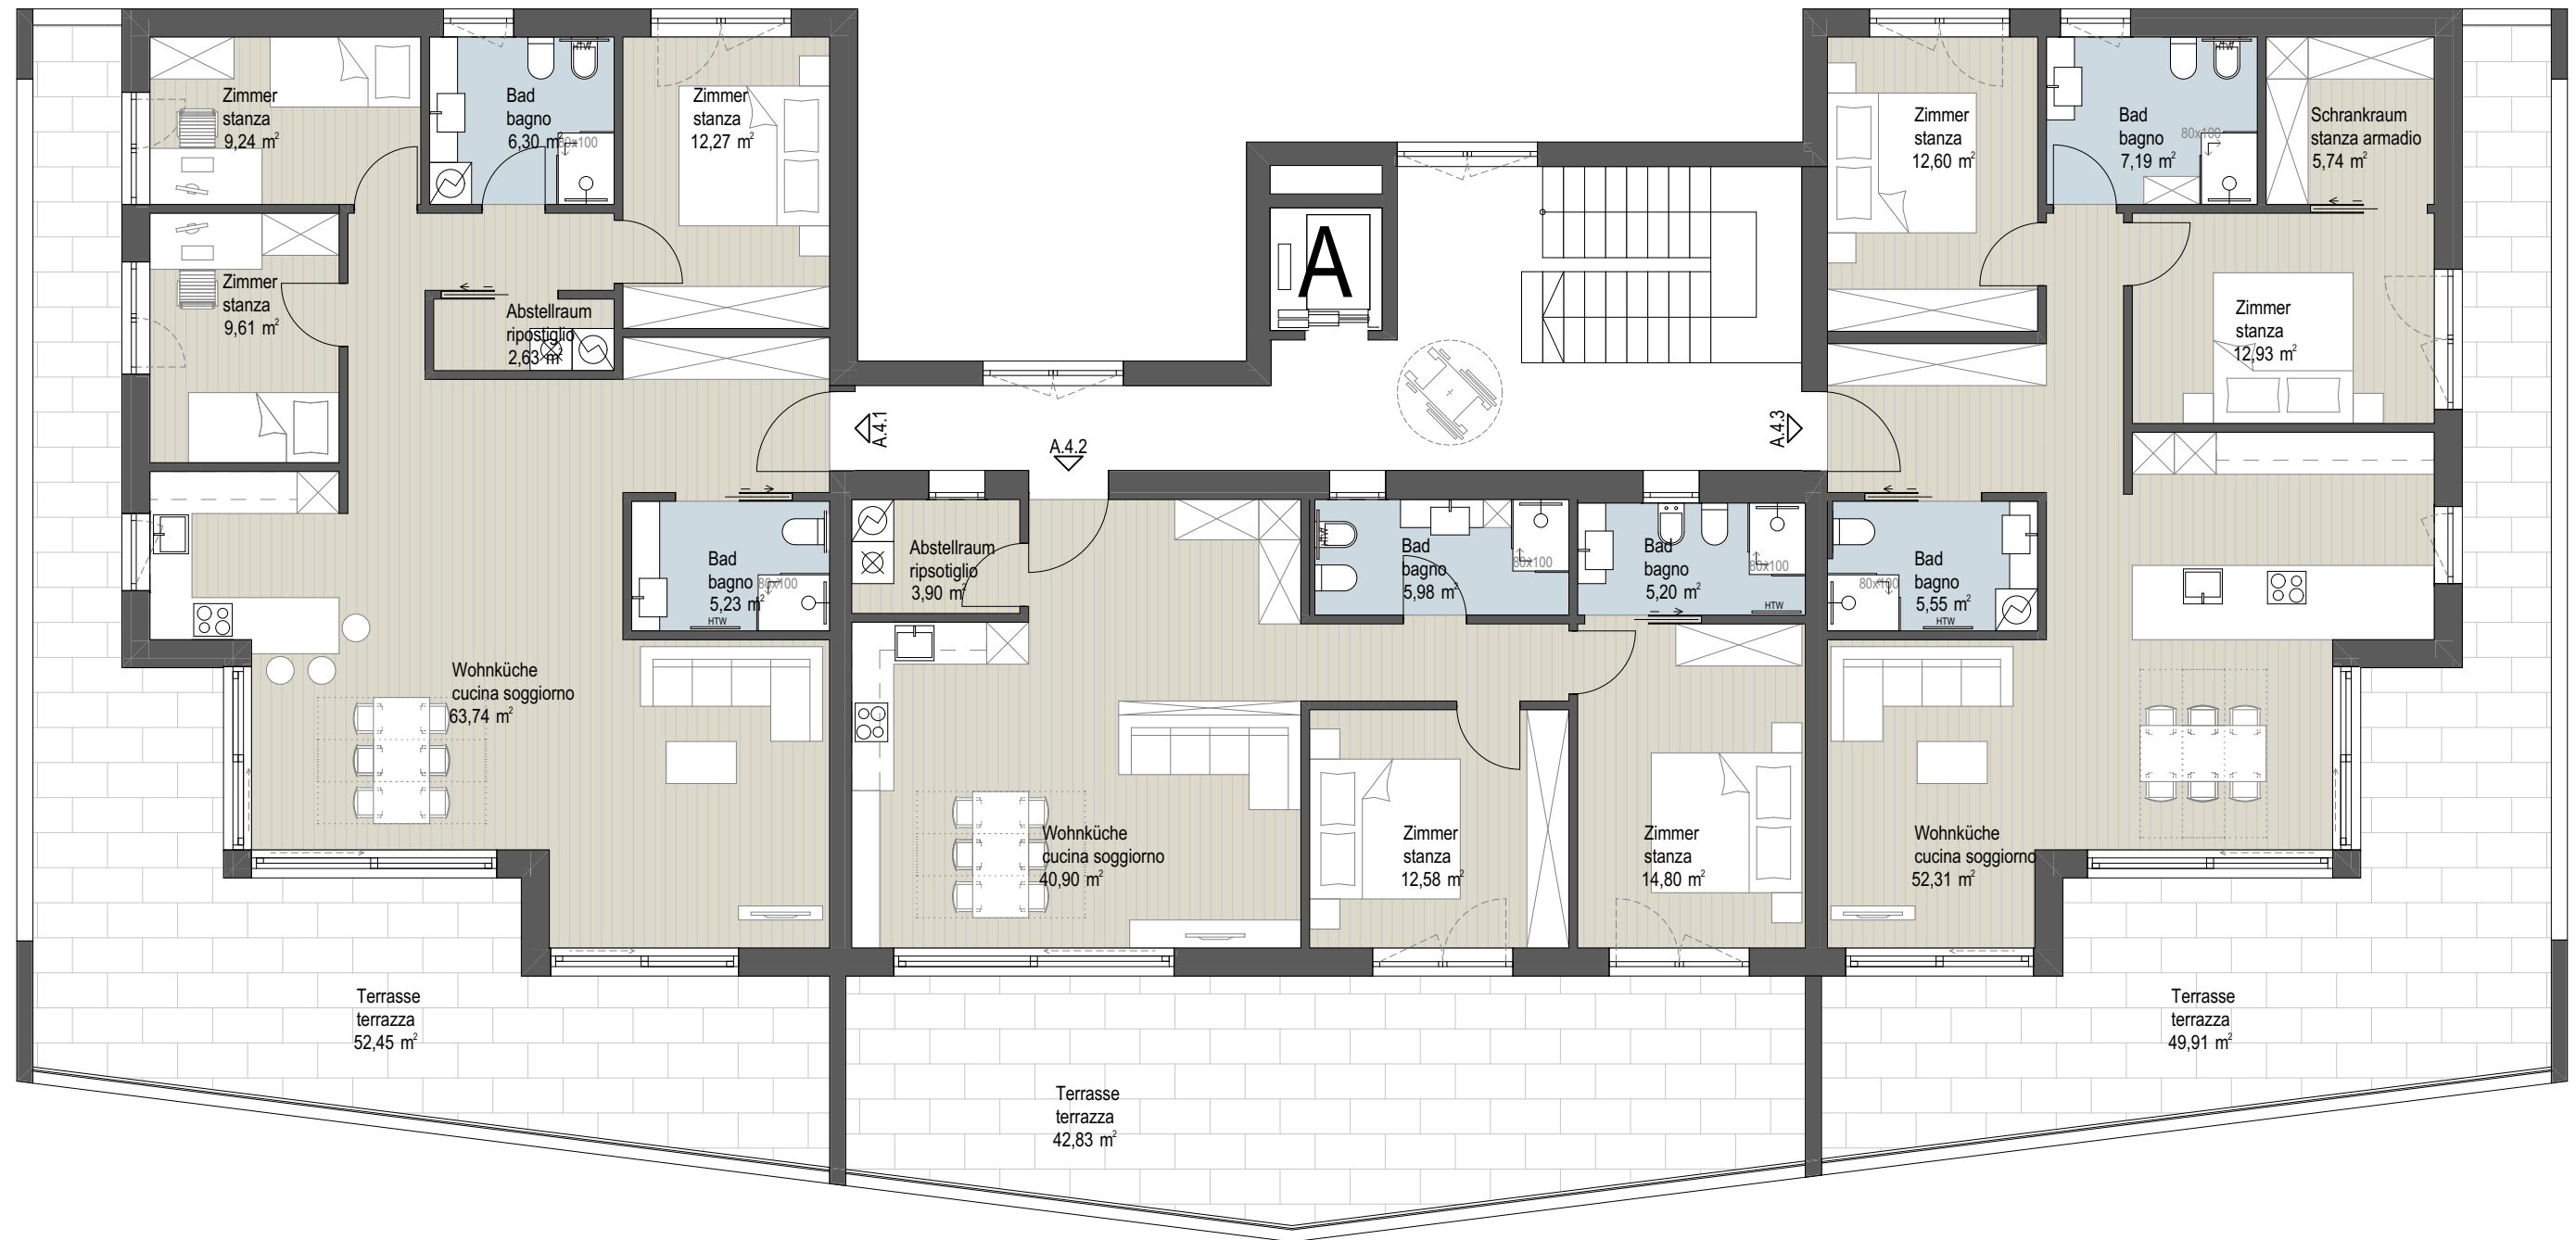 Zimmer
stanza
9,24 m²
Bad
bagno
6,30 m²
80x100
HTW
Zimmer
stanza
12,27 m²
Zimmer
stanza
9,61 m²
Abstellraum
ripostiglio
2,63 m²
A
Zimmer
stanza
12,60 m²
Bad
bagno
7,19 m²
80x100
HTW
Schrankraum
stanza armadio
5,74 m²
Zimmer
stanza
12,93 m²
A.4.1
A.4.2
A.4.3
Bad
bagno
5,23 m²
80x100
HTW
Abstellraum
ripsotiglio
3,90 m²
HTW
Bad
bagno
5,98 m²
80x100
Bad
bagno
5,20 m²
80x100
HTW
Bad
bagno
5,55 m²
80x100
HTW
Wohnküche
cucina soggiorno
63,74 m²
Wohnküche
cucina soggiorno
40,90 m²
Zimmer
stanza
12,58 m²
Zimmer
stanza
14,80 m²
Wohnküche
cucina soggiorno
52,31 m²
Terrasse
terrazza
52,45 m²
Terrasse
terrazza
42,83 m²
Terrasse
terrazza
49,91 m²